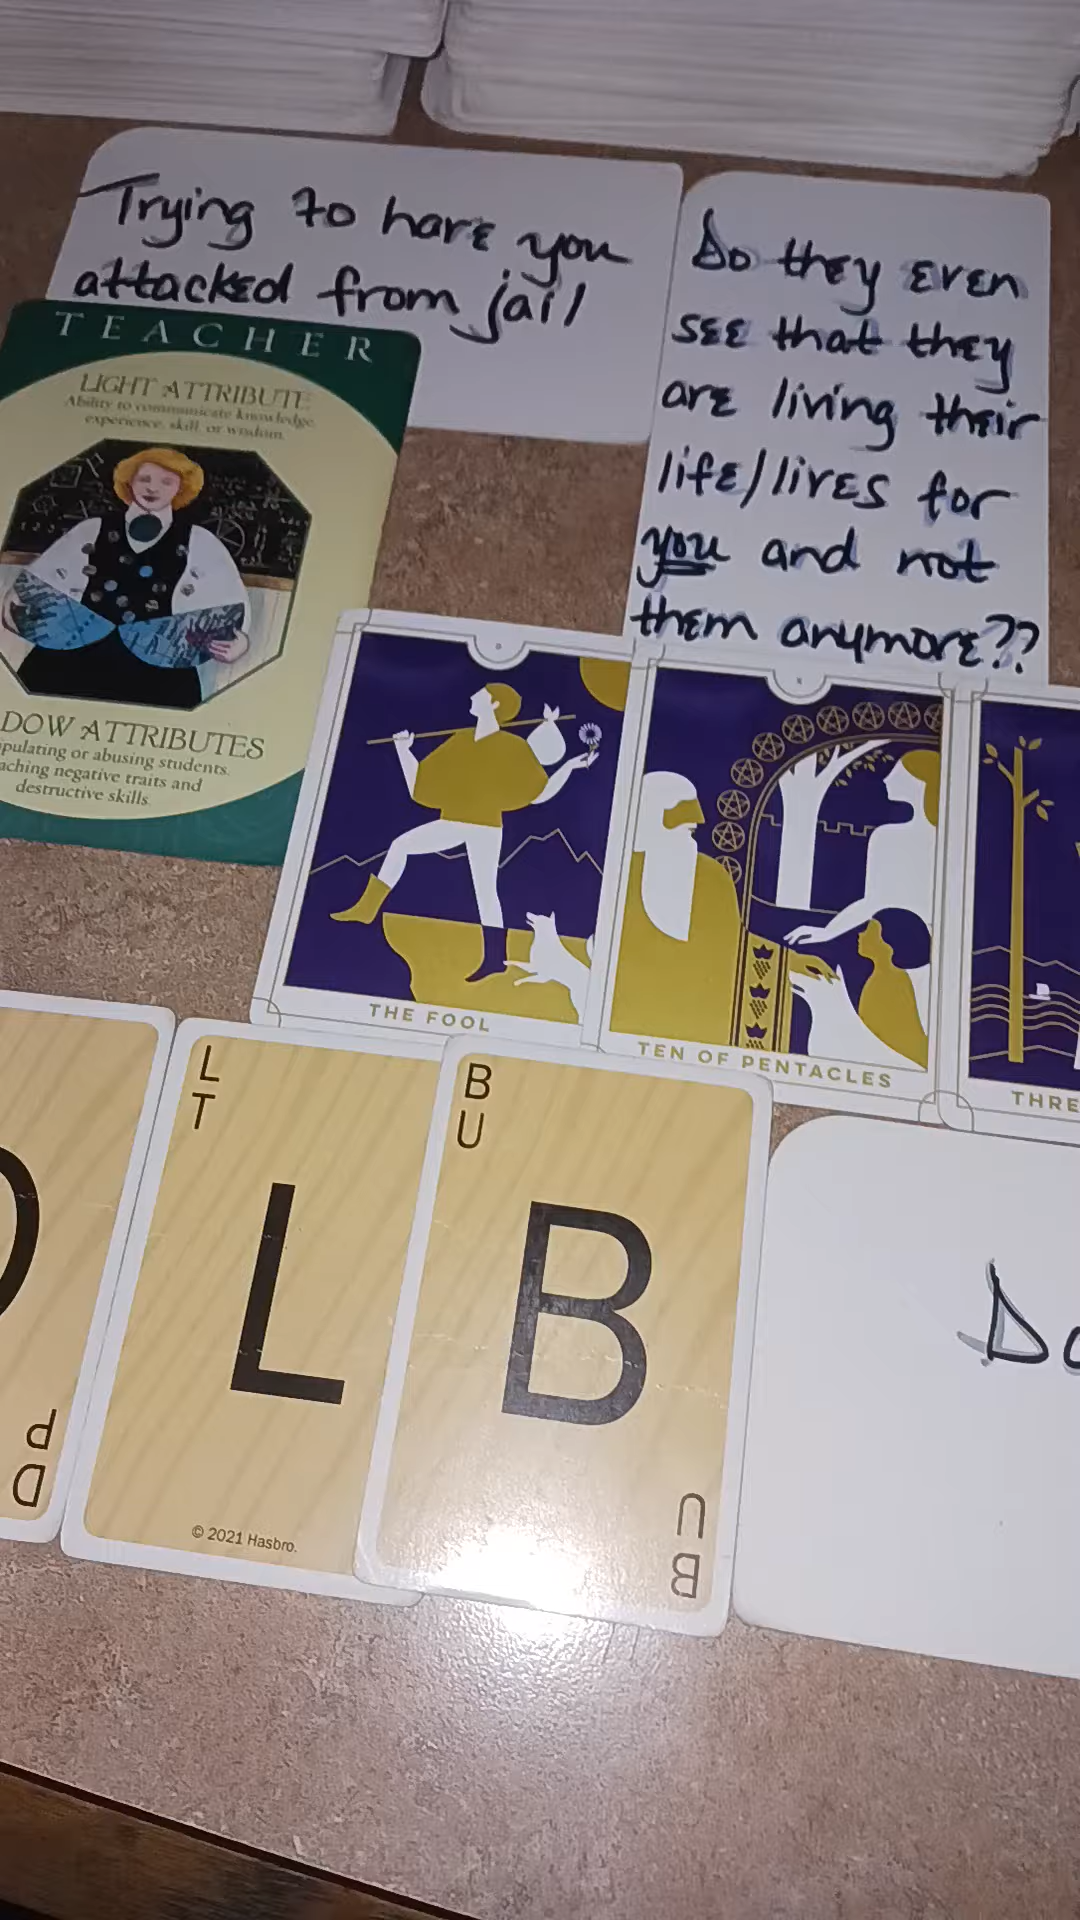 Trying to have you
attacked from jail
Do they even
see that they
are living their
life/lives for
you and not
them anymore??
TEACHER
LIGHT ATTRIBUTE
Ability to communicate knowledge,
experience, skill, or wisdom.
DOW ATTRIBUTES
pulating or abusing students.
aching negative traits and
destructive skills.
THE FOOL
TEN OF PENTACLES
THRE
P
D
L
T
L
© 2021 Hasbro.
B
U
B
U
B
Do